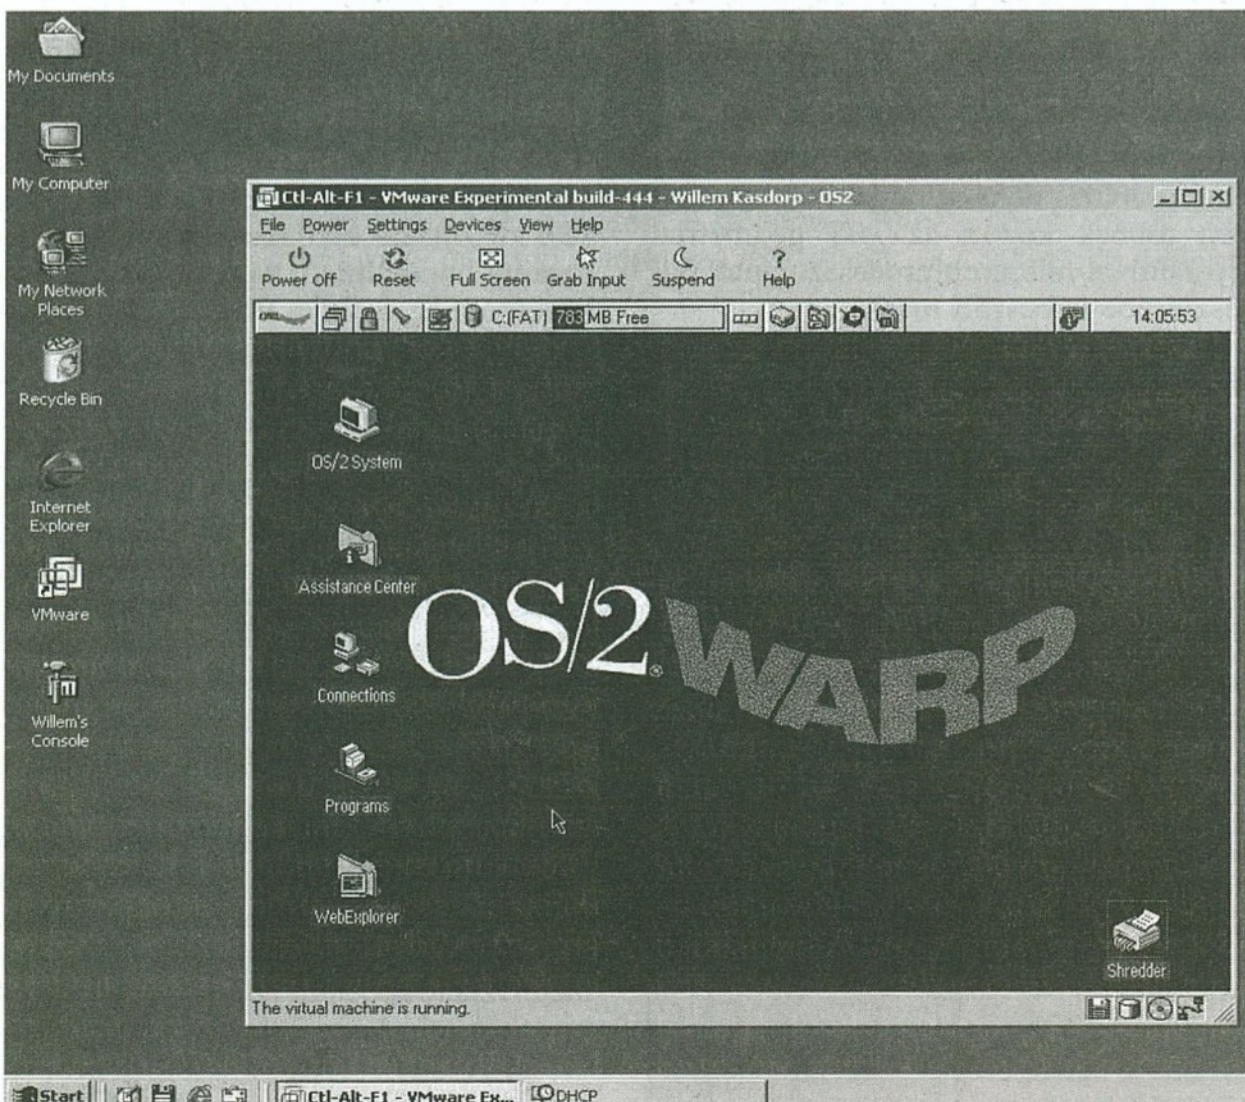 My Documents
My Computer
My Network
Places
Recycle Bin
Internet
Explorer
VMware
Willem's
Console
Ctl-Alt-F1 - VMware Experimental build-444 - Willem Kasdorp - OS2
File Power Settings Devices View Help
Power Off Reset Full Screen Grab Input Suspend Help
C:(FAT) 783 MB Free 14:05:53
OS/2 System
Assistance Center
OS/2® WARP
Connections
Programs
WebExplorer
Shredder
The virtual machine is running.
Start Ctl-Alt-F1 - VMware Ex... DHCP